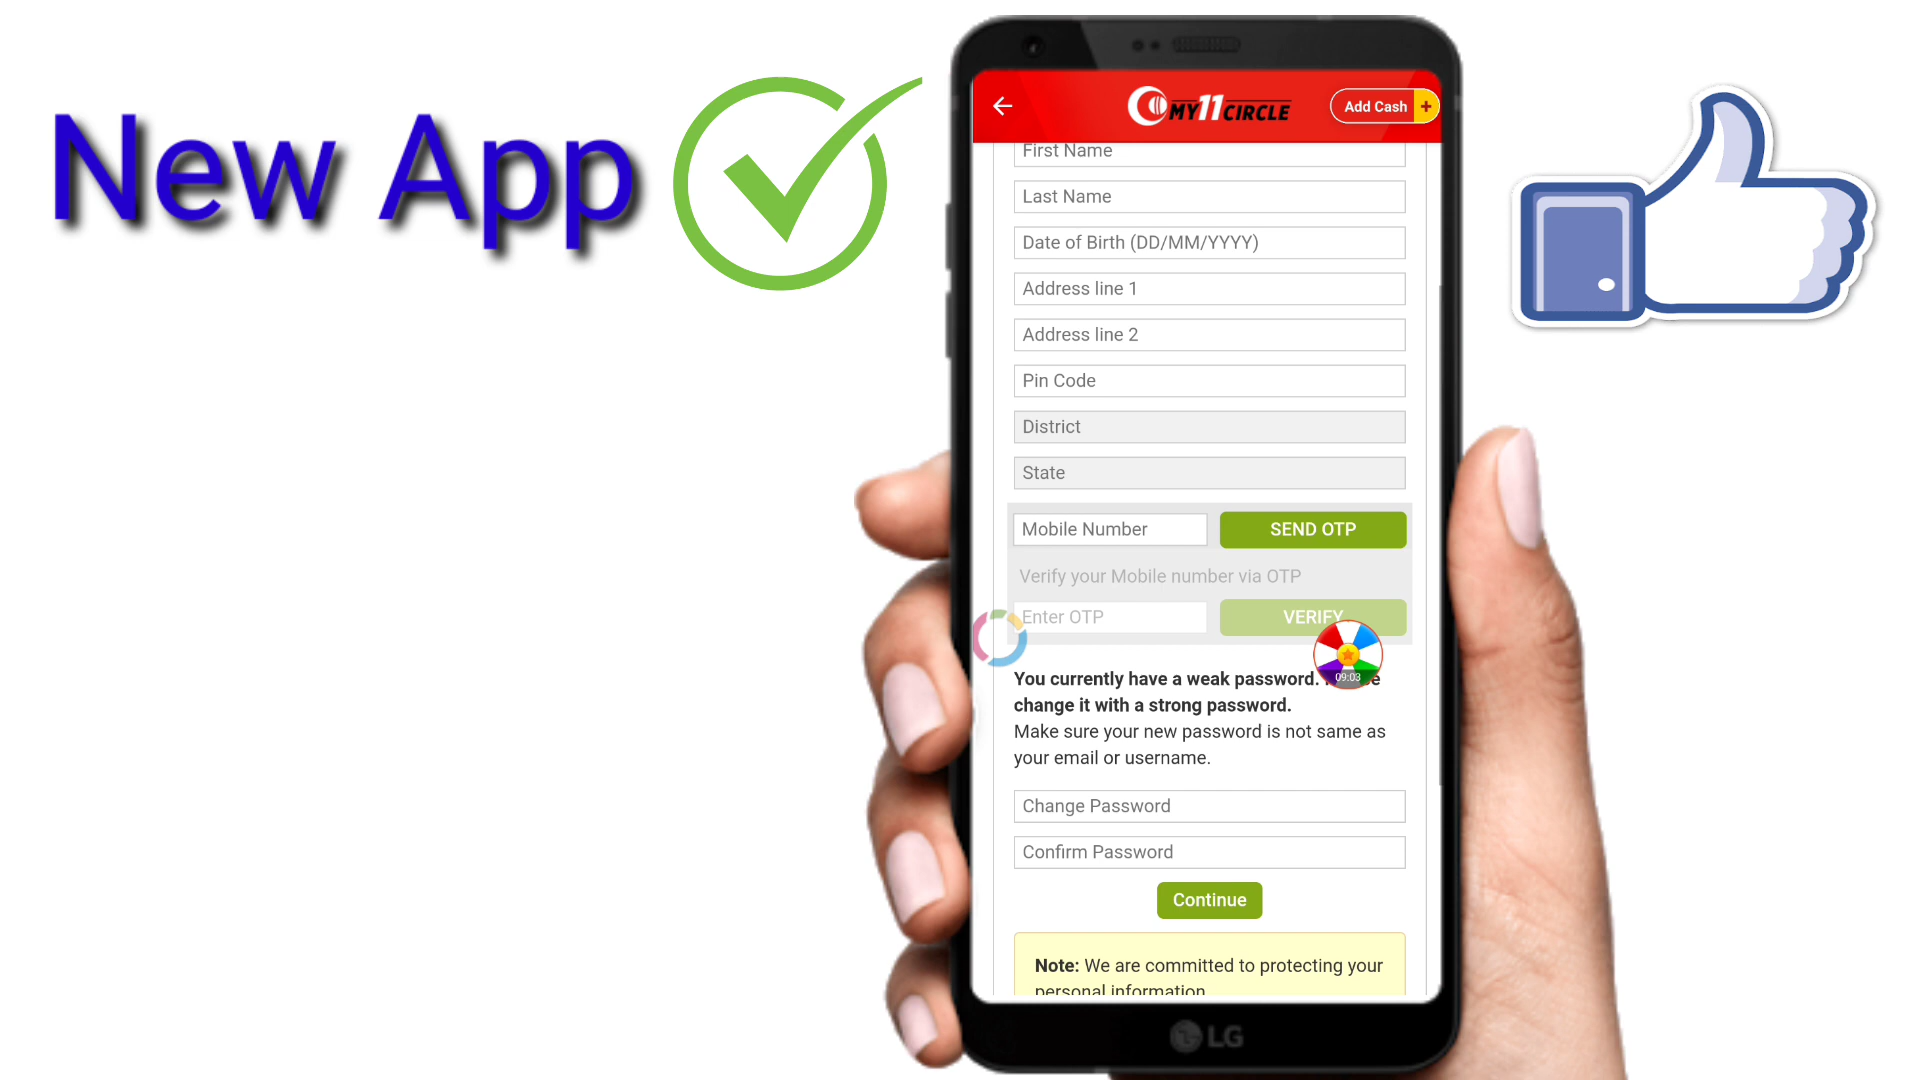 New App
MY11CIRCLE
Add Cash +
First Name
Last Name
Date of Birth (DD/MM/YYYY)
Address line 1
Address line 2
Pin Code
District
State
Mobile Number
SEND OTP
Verify your Mobile number via OTP
Enter OTP
VERIFY
09:03
You currently have a weak password.
change it with a strong password.
Make sure your new password is not same as
your email or username.
Change Password
Confirm Password
Continue
Note: We are committed to protecting your
personal information
LG